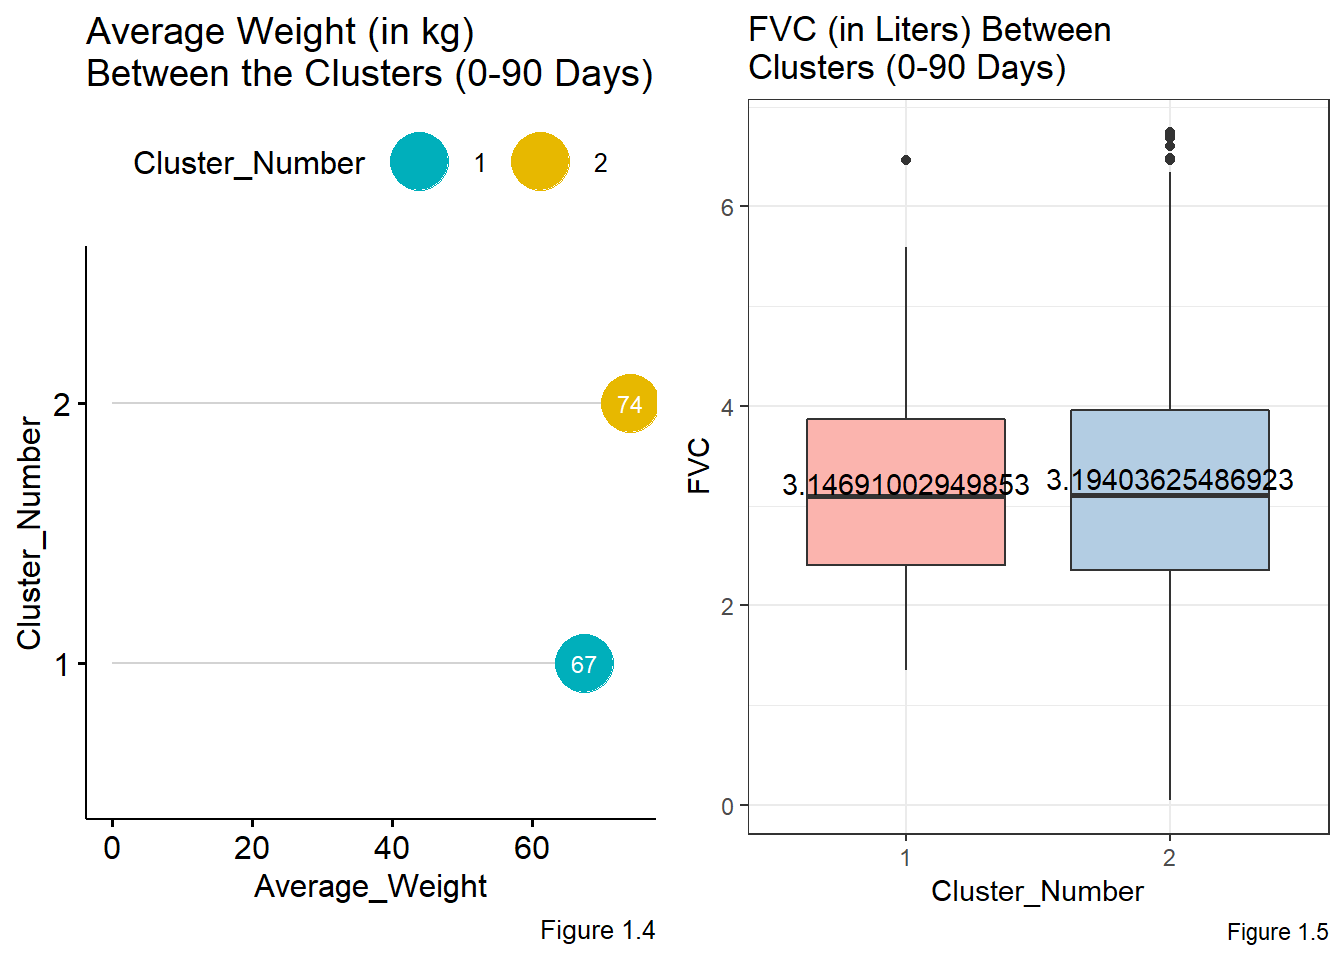 Average Weight (in kg)
Between the Clusters (0-90 Days)
Cluster_Number 1 2
Cluster_Number
2
1
74
67
0 20 40 60
Average_Weight
Figure 1.4
FVC (in Liters) Between
Clusters (0-90 Days)
FVC
6
4
2
0
3.14691002949853
3.19403625486923
1 2
Cluster_Number
Figure 1.5